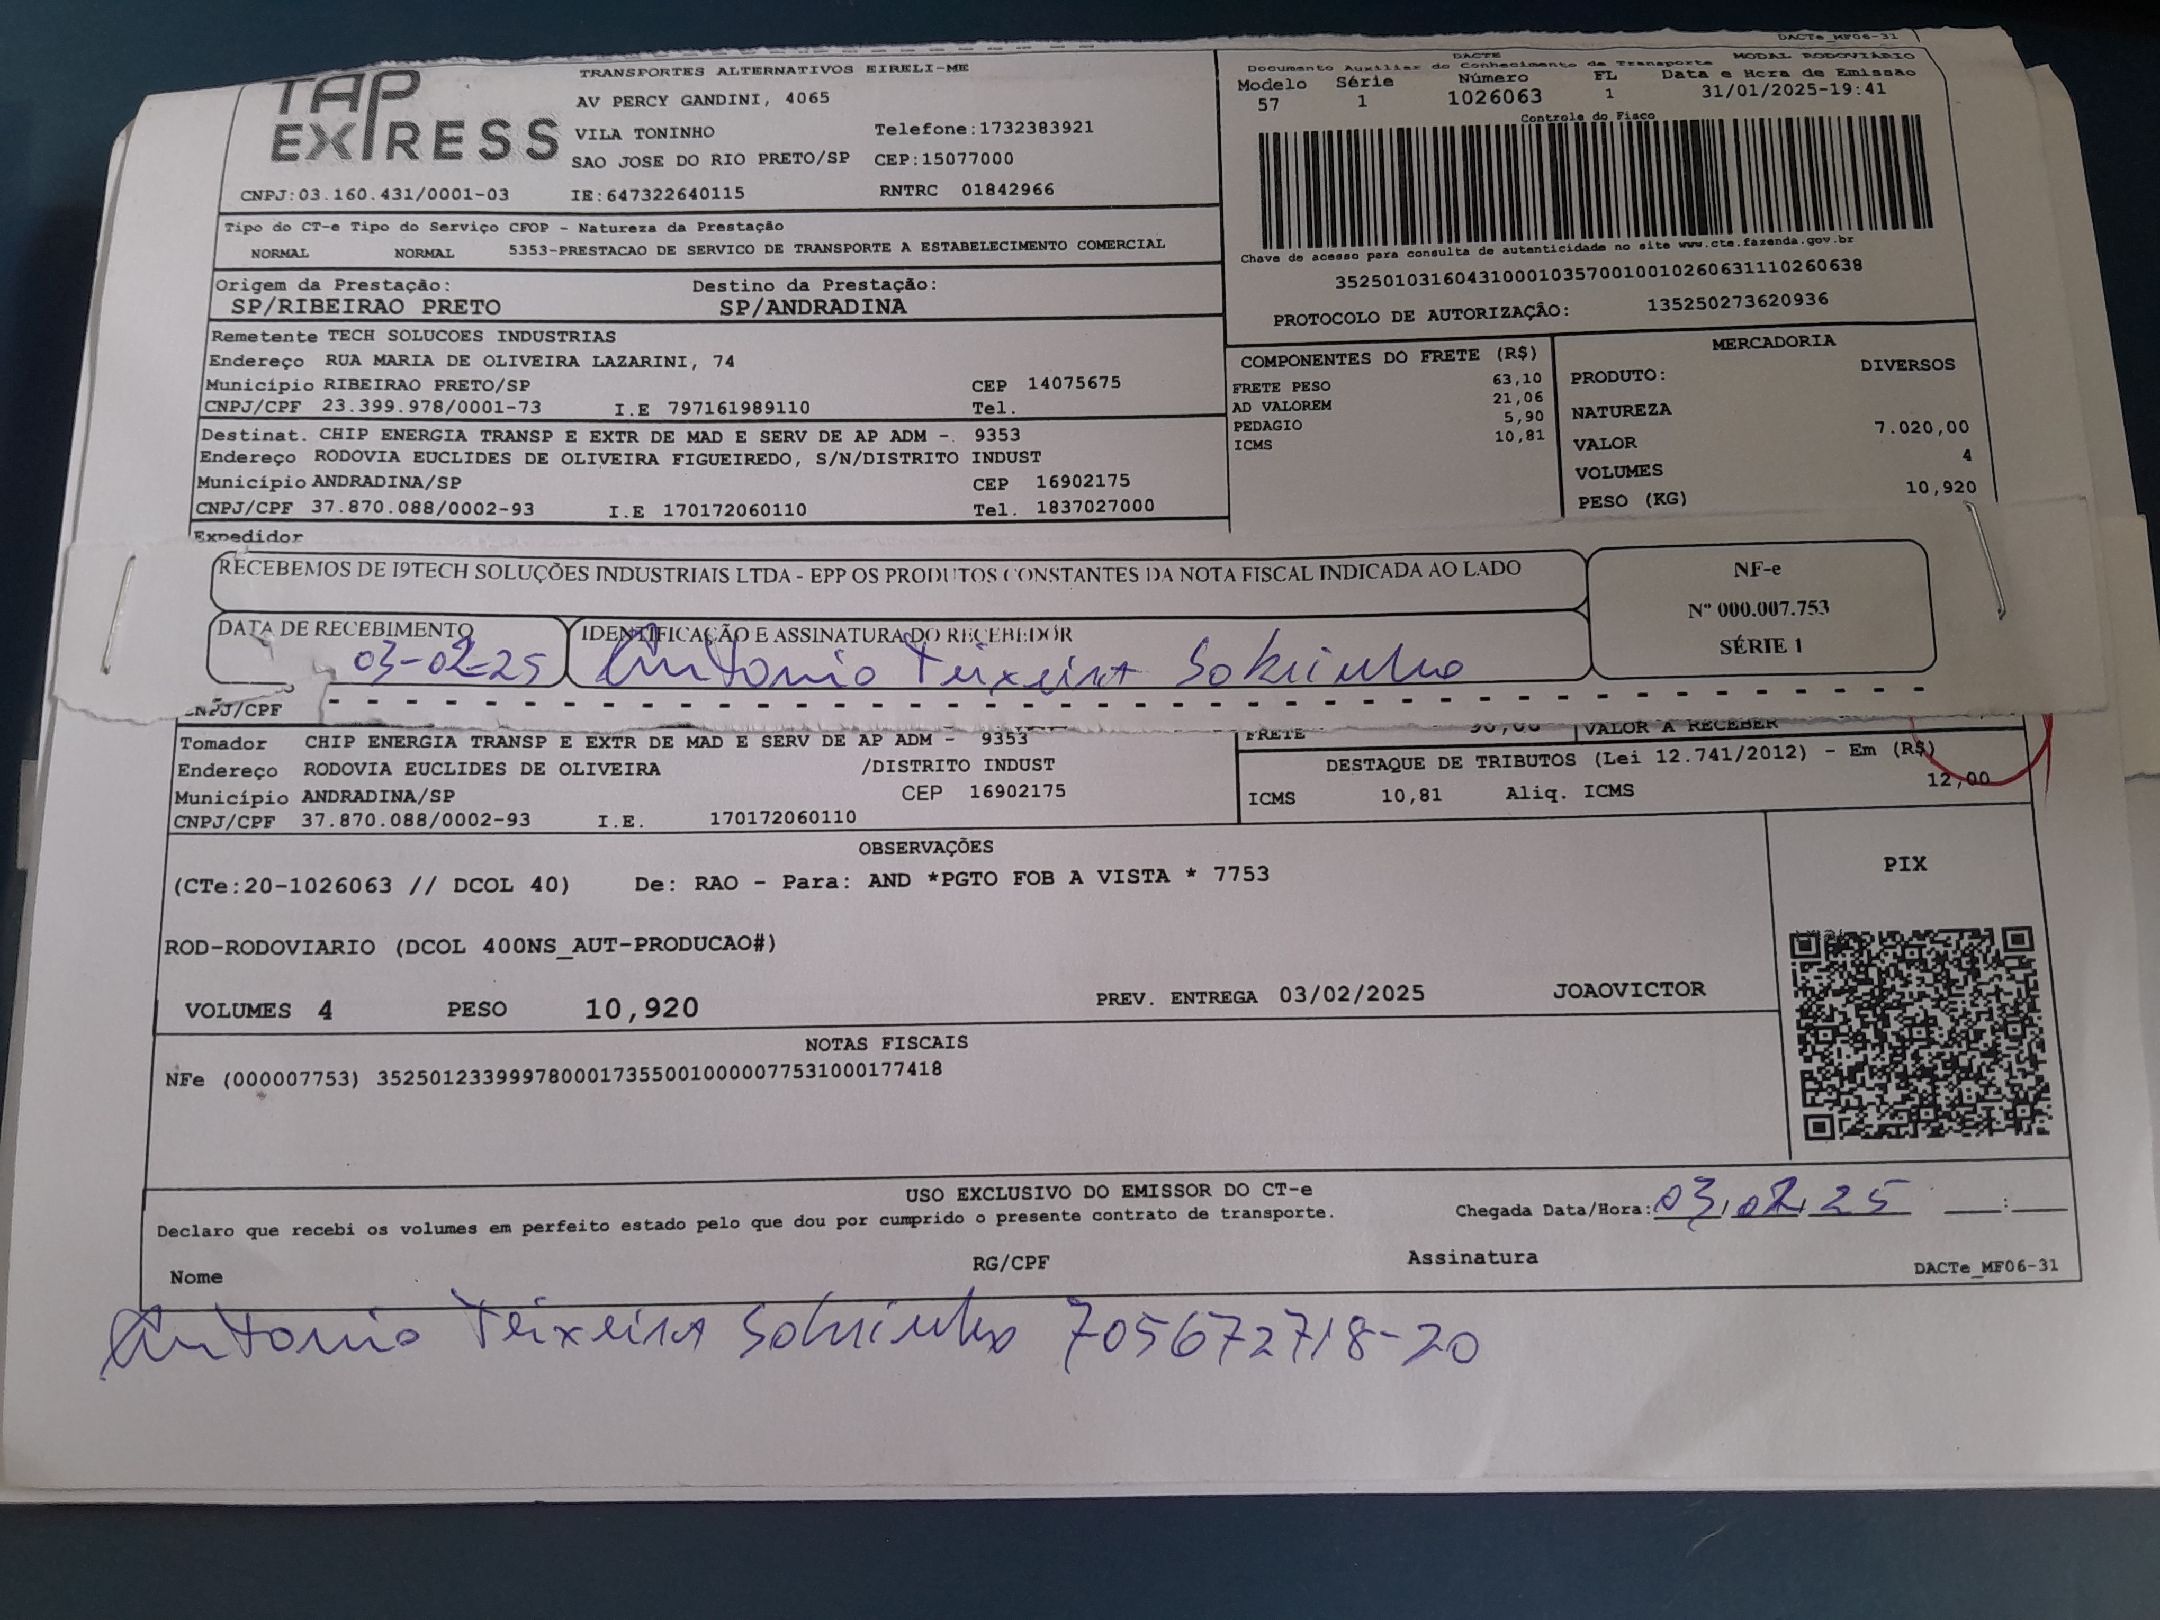 DACTe_MF06-31
TAP EXPRESS
TRANSPORTES ALTERNATIVOS EIRELI-ME
AV PERCY GANDINI, 4065
VILA TONINHO Telefone:1732383921
SAO JOSE DO RIO PRETO/SP CEP:15077000
CNPJ:03.160.431/0001-03 IE:647322640115 RNTRC 01842966
DACTE MODAL RODOVIÁRIO
Documento Auxiliar do Conhecimento de Transporte
Modelo Série Número FL Data e Hora de Emissão
57 1 1026063 1 31/01/2025-19:41
Controle do Fisco
Chave de acesso para consulta de autenticidade no site www.cte.fazenda.gov.br
35250103160431000103570010010260631110260638
PROTOCOLO DE AUTORIZAÇÃO: 135250273620936
Tipo do CT-e Tipo do Serviço CFOP - Natureza da Prestação
NORMAL NORMAL 5353-PRESTACAO DE SERVICO DE TRANSPORTE A ESTABELECIMENTO COMERCIAL
Origem da Prestação: Destino da Prestação:
SP/RIBEIRAO PRETO SP/ANDRADINA
Remetente TECH SOLUCOES INDUSTRIAS
Endereço RUA MARIA DE OLIVEIRA LAZARINI, 74
Município RIBEIRAO PRETO/SP CEP 14075675
CNPJ/CPF 23.399.978/0001-73 I.E 797161989110 Tel.
Destinat. CHIP ENERGIA TRANSP E EXTR DE MAD E SERV DE AP ADM -. 9353
Endereço RODOVIA EUCLIDES DE OLIVEIRA FIGUEIREDO, S/N/DISTRITO INDUST
Município ANDRADINA/SP CEP 16902175
CNPJ/CPF 37.870.088/0002-93 I.E 170172060110 Tel. 1837027000
Expedidor
COMPONENTES DO FRETE (R$)
FRETE PESO 63,10
AD VALOREM 21,06
PEDAGIO 5,90
ICMS 10,81
MERCADORIA
PRODUTO: DIVERSOS
NATUREZA
VALOR 7.020,00
VOLUMES 4
PESO (KG) 10,920
RECEBEMOS DE I9TECH SOLUÇÕES INDUSTRIAIS LTDA - EPP OS PRODUTOS CONSTANTES DA NOTA FISCAL INDICADA AO LADO
NF-e
Nº 000.007.753
SÉRIE 1
DATA DE RECEBIMENTO IDENTIFICAÇÃO E ASSINATURA DO RECEBEDOR
03-02-25 Antonio Teixeira Sobrinho
CNPJ/CPF
Tomador CHIP ENERGIA TRANSP E EXTR DE MAD E SERV DE AP ADM - 9353
Endereço RODOVIA EUCLIDES DE OLIVEIRA /DISTRITO INDUST
Município ANDRADINA/SP CEP 16902175
CNPJ/CPF 37.870.088/0002-93 I.E. 170172060110
FRETE VALOR A RECEBER
DESTAQUE DE TRIBUTOS (Lei 12.741/2012) - Em (R$)
ICMS 10,81 Aliq. ICMS 12,00
OBSERVAÇÕES
(CTe:20-1026063 // DCOL 40) De: RAO - Para: AND *PGTO FOB A VISTA * 7753
ROD-RODOVIARIO (DCOL 400NS_AUT-PRODUCAO#)
VOLUMES 4 PESO 10,920 PREV. ENTREGA 03/02/2025 JOAOVICTOR
PIX
NOTAS FISCAIS
NFe (000007753) 35250123399978000173550010000077531000177418
USO EXCLUSIVO DO EMISSOR DO CT-e
Declaro que recebi os volumes em perfeito estado pelo que dou por cumprido o presente contrato de transporte.
Chegada Data/Hora: 03/02/25 ___:___
Nome RG/CPF Assinatura
DACTe_MF06-31
Antonio Teixeira Sobrinho 705672718-20